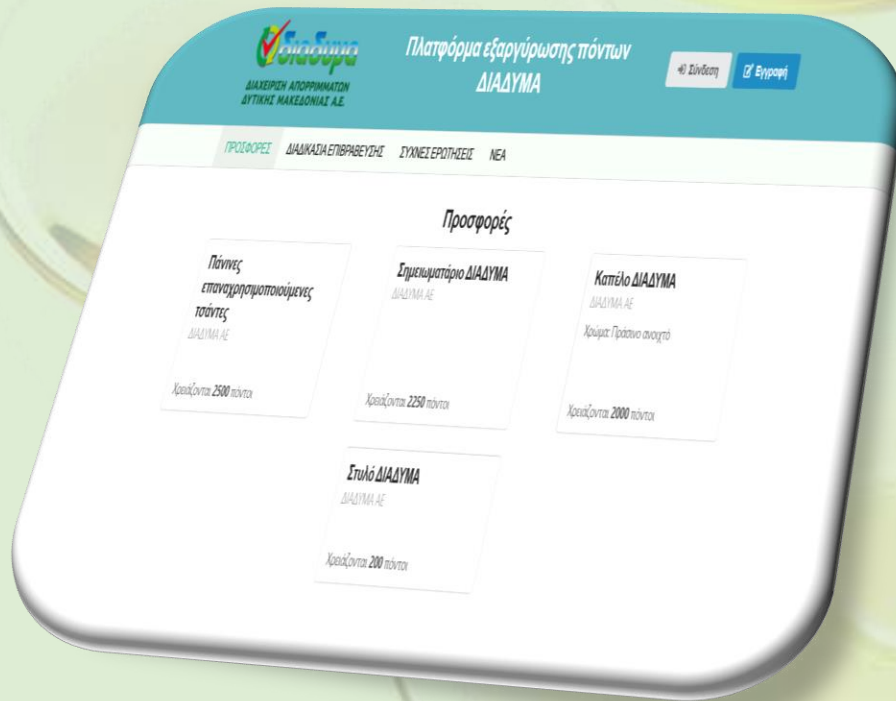 διαδυμα
ΔΙΑΧΕΙΡΙΣΗ ΑΠΟΡΡΙΜΜΑΤΩΝ
ΔΥΤΙΚΗΣ ΜΑΚΕΔΟΝΙΑΣ Α.Ε.
Πλατφόρμα εξαργύρωσης πόντων
ΔΙΑΔΥΜΑ
Σύνδεση
Εγγραφή
ΠΡΟΣΦΟΡΕΣ ΔΙΑΔΙΚΑΣΙΑ ΕΠΙΒΡΑΒΕΥΣΗΣ ΣΥΧΝΕΣ ΕΡΩΤΗΣΕΙΣ ΝΕΑ
Προσφορές
Πάνινες
επαναχρησιμοποιούμενες
τσάντες
ΔΙΑΔΥΜΑ ΑΕ
Χρειάζονται 2500 πόντοι
Σημειωματάριο ΔΙΑΔΥΜΑ
ΔΙΑΔΥΜΑ ΑΕ
Χρειάζονται 2250 πόντοι
Καπέλο ΔΙΑΔΥΜΑ
ΔΙΑΔΥΜΑ ΑΕ
Χρώμα: Πράσινο ανοιχτό
Χρειάζονται 2000 πόντοι
Στυλό ΔΙΑΔΥΜΑ
ΔΙΑΔΥΜΑ ΑΕ
Χρειάζονται 200 πόντοι